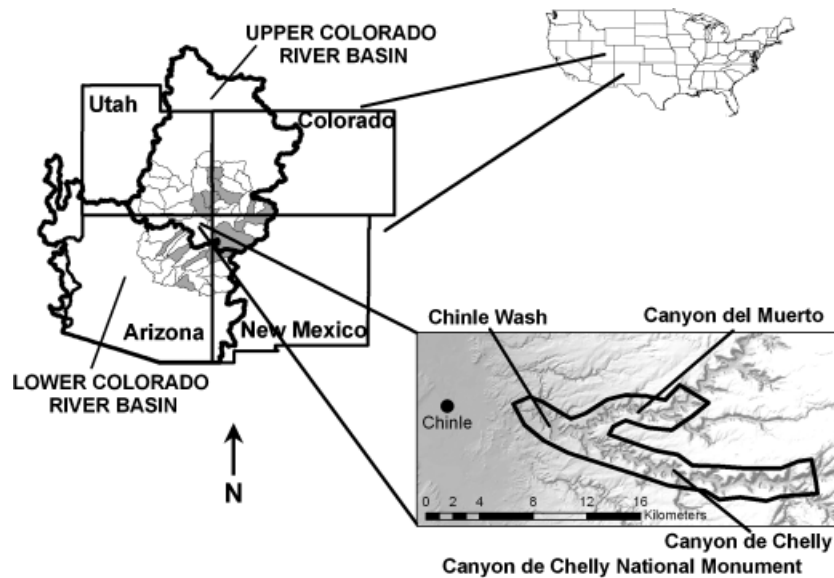 UPPER COLORADO
RIVER BASIN
Utah
Colorado
Arizona
New Mexico
LOWER COLORADO
RIVER BASIN
N
Chinle Wash
Canyon del Muerto
Chinle
0 2 4 8 12 16
Kilometers
Canyon de Chelly
Canyon de Chelly National Monument